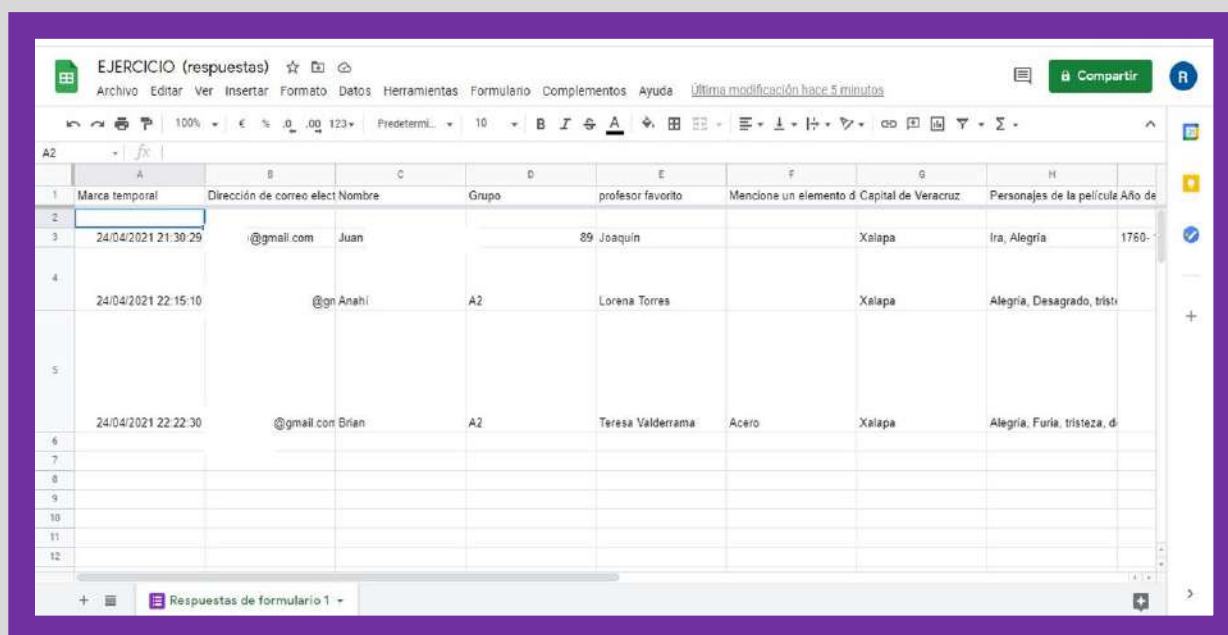 EJERCICIO (respuestas)
Archivo Editar Ver Insertar Formato Datos Herramientas Formulario Complementos Ayuda Última modificación hace 5 minutos
Compartir
R
100% € % .0 .00 123 Predetermi... 10 B I S A
A2 fx
A B C D E F G H
1 Marca temporal Dirección de correo elect Nombre Grupo profesor favorito Mencione un elemento d Capital de Veracruz Personajes de la película Año de
2
3 24/04/2021 21:30:29 @gmail.com Juan 89 Joaquín Xalapa Ira, Alegría 1760-
4 24/04/2021 22:15:10 @gn Anahí A2 Lorena Torres Xalapa Alegría, Desagrado, triste
5 24/04/2021 22:22:30 @gmail.con Brian A2 Teresa Valderrama Acero Xalapa Alegría, Furia, tristeza, d
6
7
8
9
10
11
12
Respuestas de formulario 1